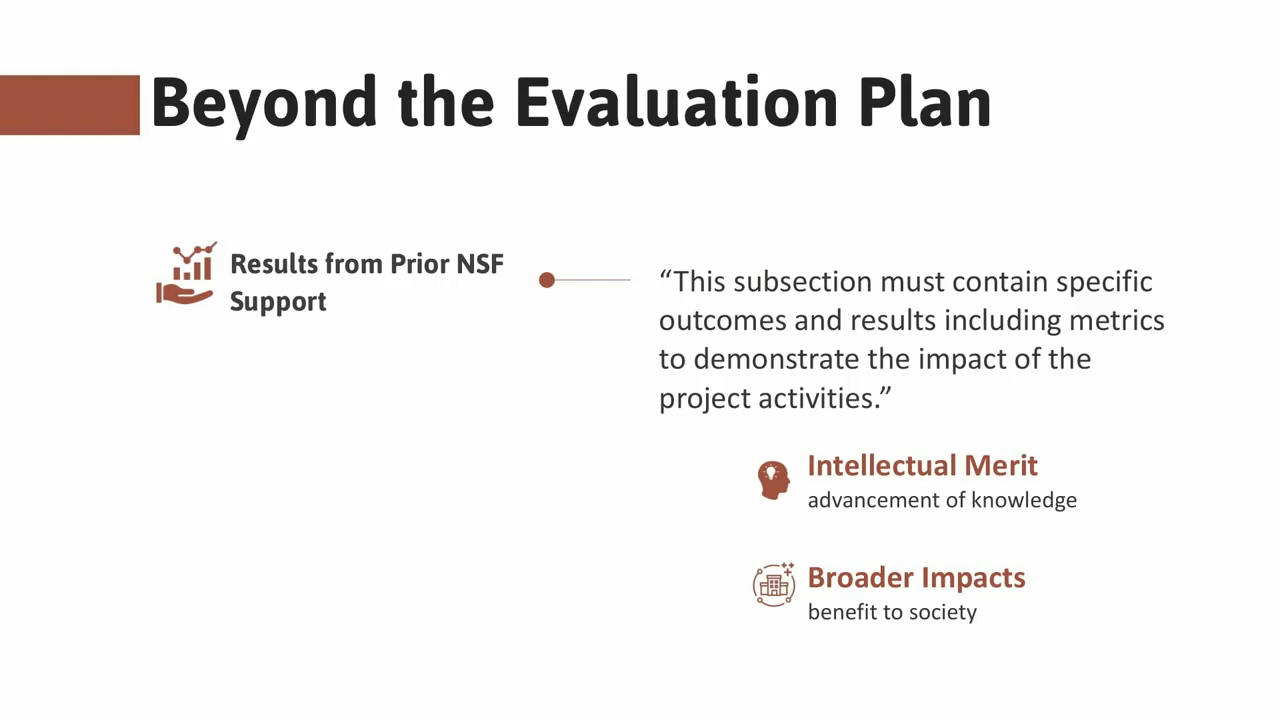 Beyond the Evaluation Plan
Results from Prior NSF
Support
“This subsection must contain specific
outcomes and results including metrics
to demonstrate the impact of the
project activities.”
Intellectual Merit
advancement of knowledge
Broader Impacts
benefit to society